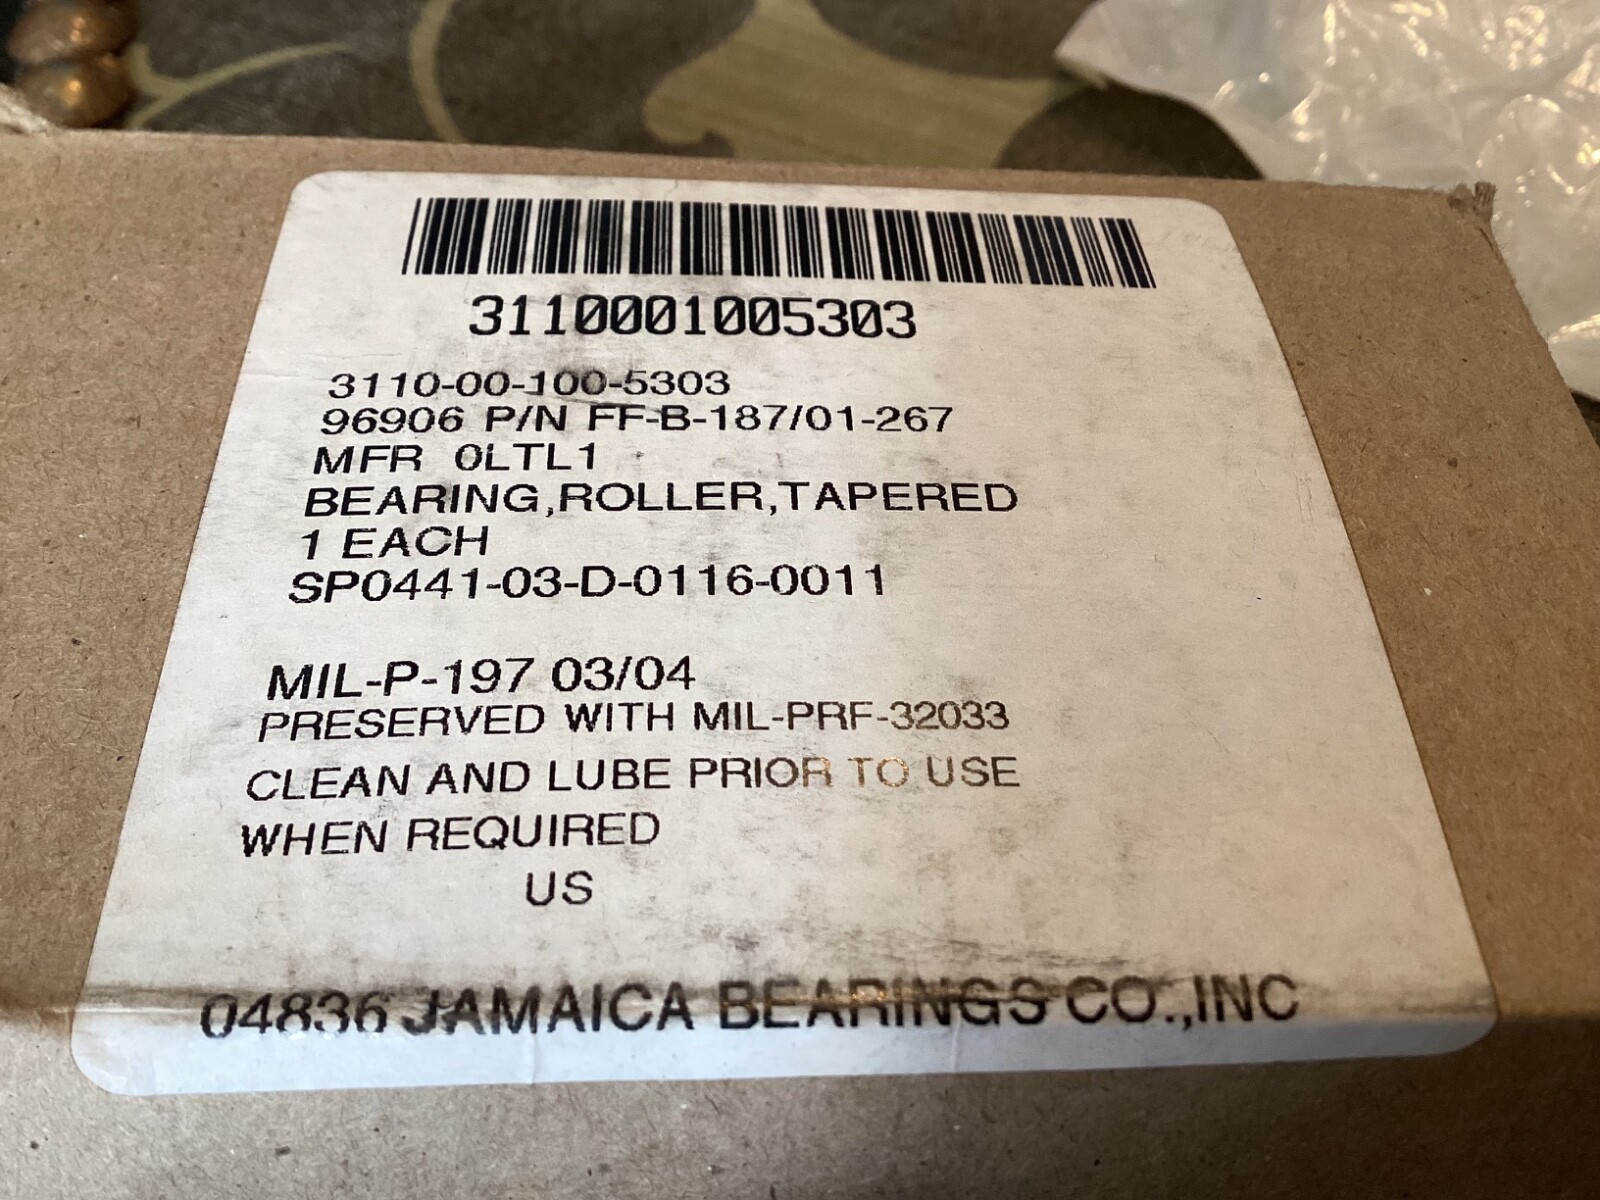 3110001005303
3110-00-100-5303
96906 P/N FF-B-187/01-267
MFR 0LTL1
BEARING,ROLLER,TAPERED
1 EACH
SP0441-03-D-0116-0011
MIL-P-197 03/04
PRESERVED WITH MIL-PRF-32033
CLEAN AND LUBE PRIOR TO USE
WHEN REQUIRED
US
04836 JAMAICA BEARINGS CO.,INC